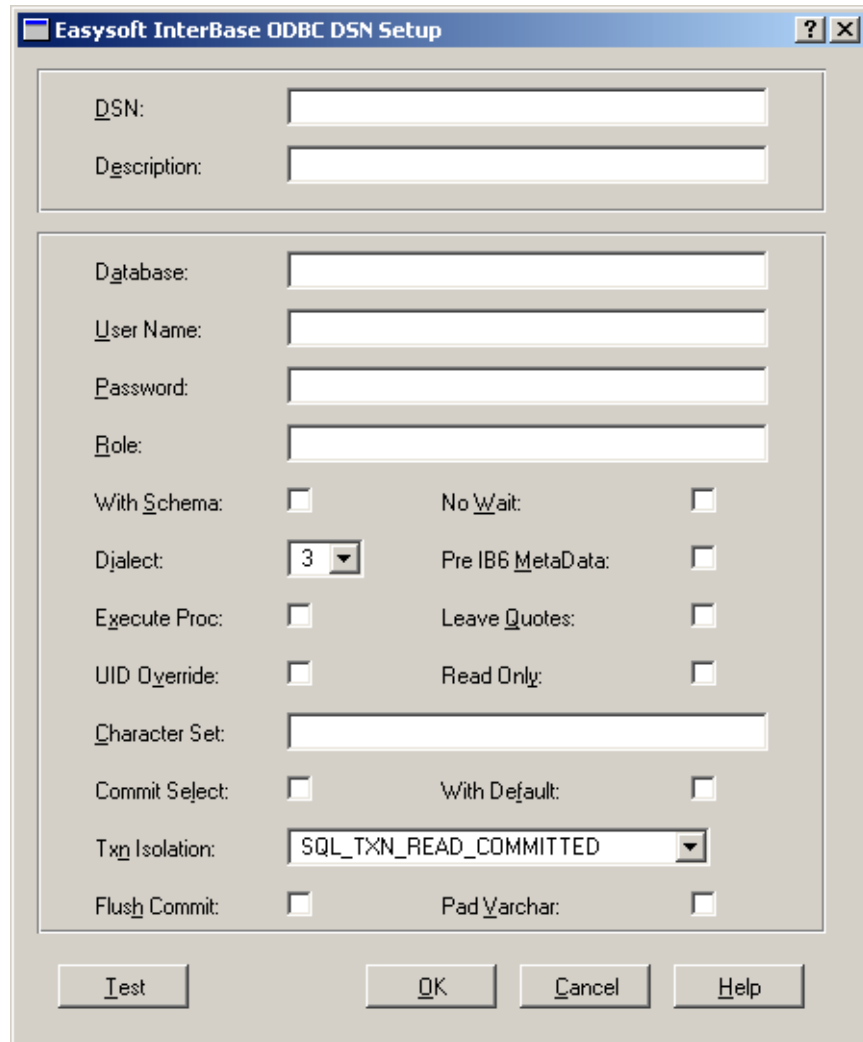 Easysoft InterBase ODBC DSN Setup
DSN:
Description:
Database:
User Name:
Password:
Role:
With Schema: No Wait:
Dialect: 3 Pre IB6 MetaData:
Execute Proc: Leave Quotes:
UID Override: Read Only:
Character Set:
Commit Select: With Default:
Txn Isolation: SQL_TXN_READ_COMMITTED
Flush Commit: Pad Varchar:
Test OK Cancel Help